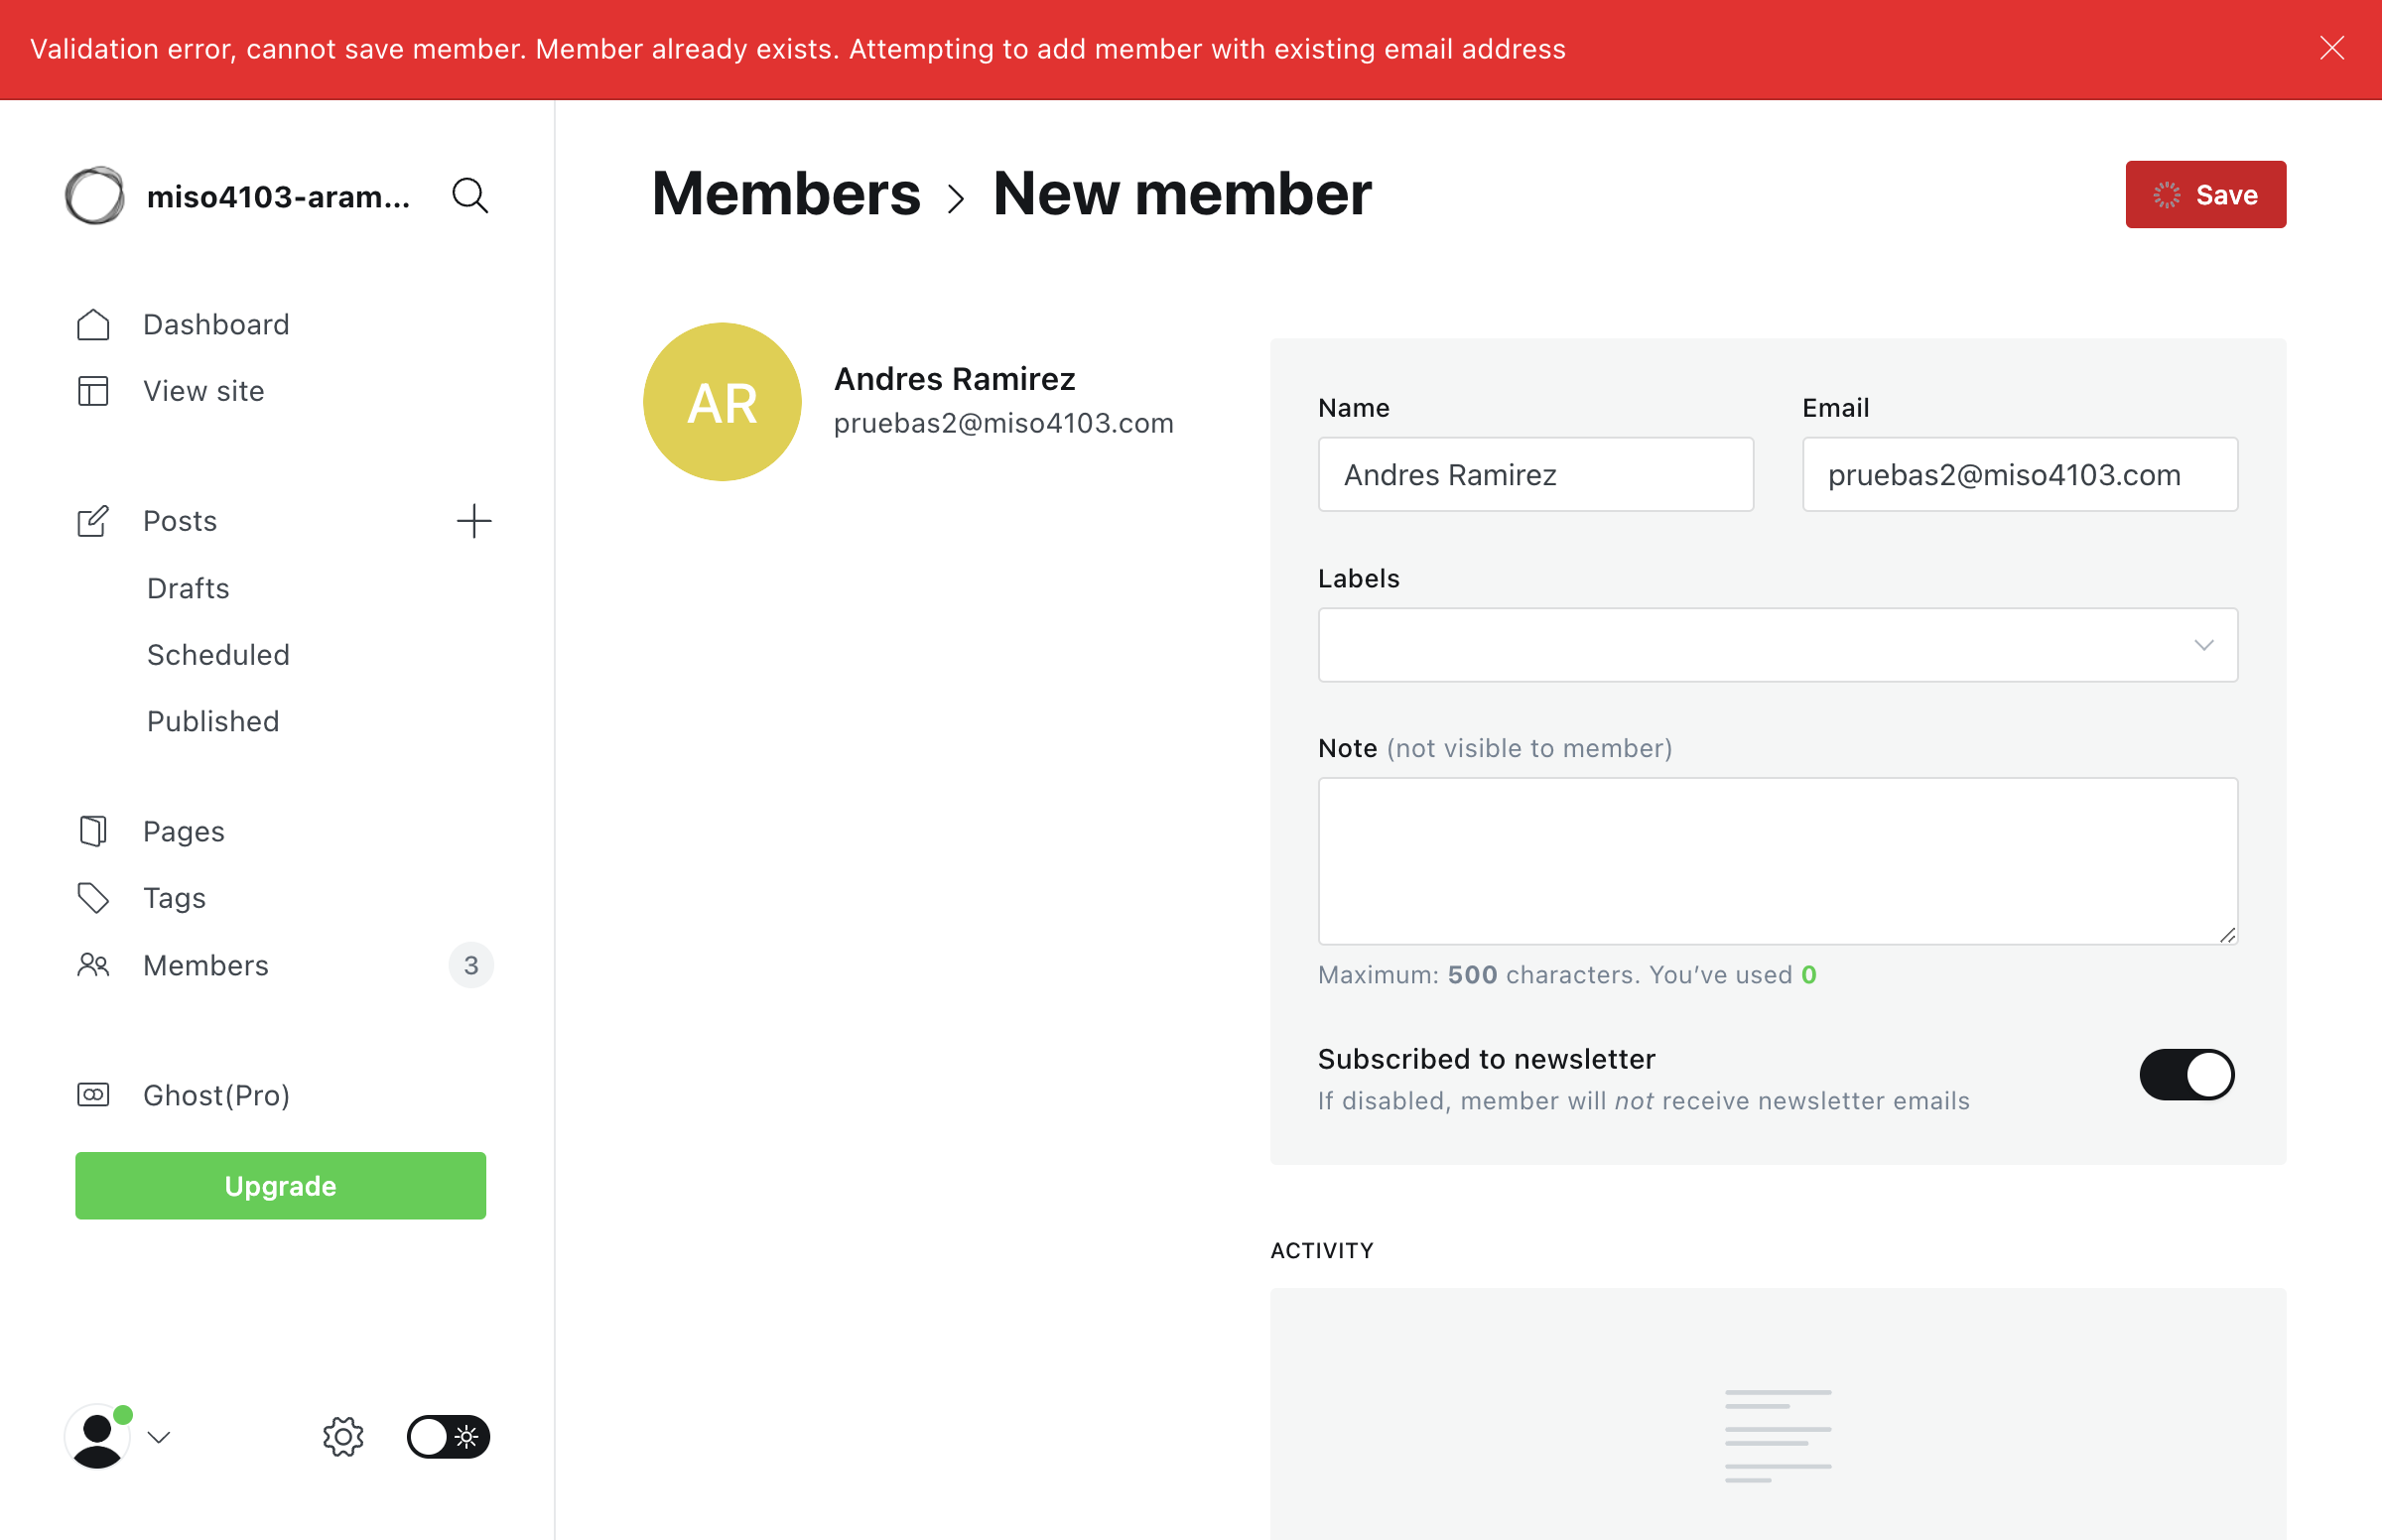 Validation error, cannot save member. Member already exists. Attempting to add member with existing email address
miso4103-aram...
Dashboard
View site
Posts
Drafts
Scheduled
Published
Pages
Tags
Members
3
Ghost(Pro)
Upgrade
Members > New member
Save
AR
Andres Ramirez
pruebas2@miso4103.com
Name
Email
Andres Ramirez
pruebas2@miso4103.com
Labels
Note (not visible to member)
Maximum: 500 characters. You’ve used 0
Subscribed to newsletter
If disabled, member will not receive newsletter emails
ACTIVITY